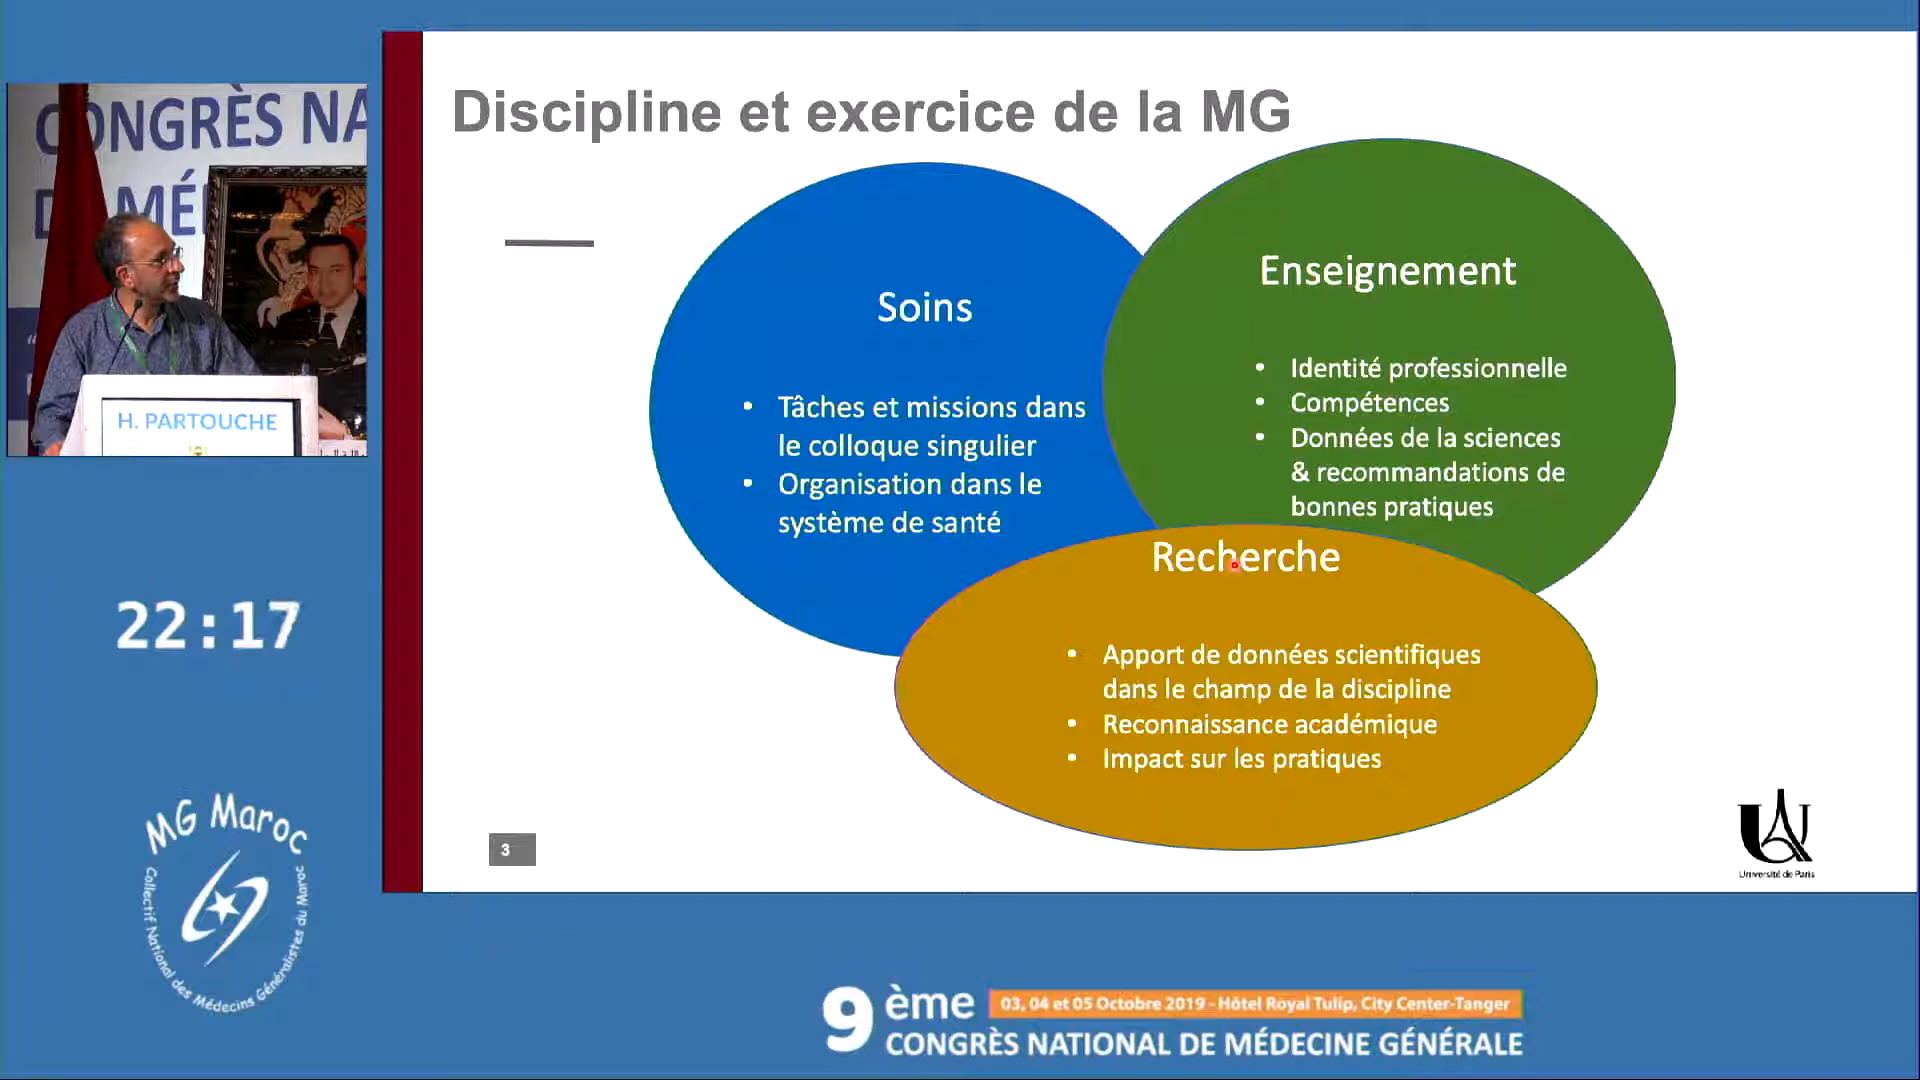 CONGRÈS NA
DE MÉ
H. PARTOUCHE
22:17
MG Maroc
Collectif National des Médecins Généralistes du Maroc
Discipline et exercice de la MG
Soins
• Tâches et missions dans
le colloque singulier
• Organisation dans le
système de santé
Enseignement
• Identité professionnelle
• Compétences
• Données de la sciences
& recommandations de
bonnes pratiques
Recherche
• Apport de données scientifiques
dans le champ de la discipline
• Reconnaissance académique
• Impact sur les pratiques
3
Université de Paris
9ème
03, 04 et 05 Octobre 2019 - Hôtel Royal Tulip, City Center-Tanger
CONGRÈS NATIONAL DE MÉDECINE GÉNÉRALE